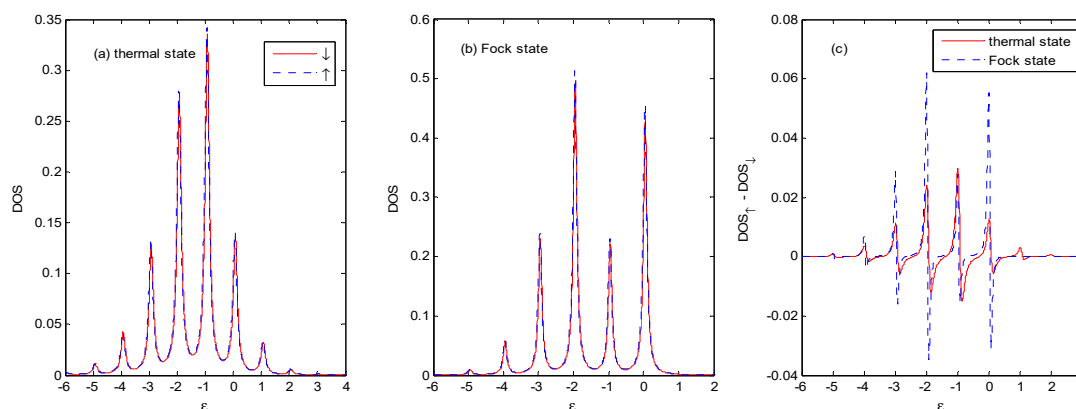 (a) thermal state
↓
↑
DOS
0.35
0.3
0.25
0.2
0.15
0.1
0.05
0
-6 -5 -4 -3 -2 -1 0 1 2 3 4
ε
(b) Fock state
DOS
0.6
0.5
0.4
0.3
0.2
0.1
0
-6 -5 -4 -3 -2 -1 0 1 2
ε
(c)
thermal state
Fock state
DOS↑ - DOS↓
0.08
0.06
0.04
0.02
0
-0.02
-0.04
-6 -5 -4 -3 -2 -1 0 1 2 3
ε